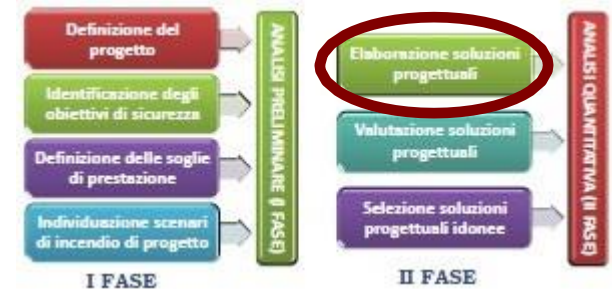 Definizione del
progetto
Identificazione degli
obiettivi di sicurezza
Definizione delle soglie
di prestazione
Individuazione scenari
di incendio di progetto
ANALISI PRELIMINARE (I FASE)
I FASE
Elaborazione soluzioni
progettuali
Valutazione soluzioni
progettuali
Selezione soluzioni
progettuali idonee
ANALISI QUANTITATIVA (II FASE)
II FASE